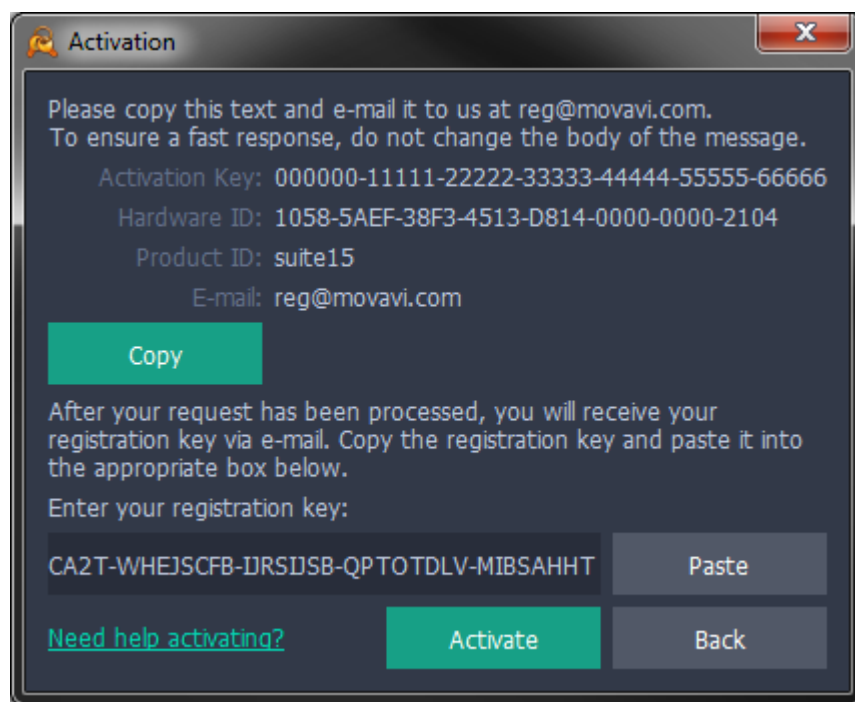 Activation
Please copy this text and e-mail it to us at reg@movavi.com.
To ensure a fast response, do not change the body of the message.
Activation Key: 000000-11111-22222-33333-44444-55555-66666
Hardware ID: 1058-5AEF-38F3-4513-D814-0000-0000-2104
Product ID: suite15
E-mail: reg@movavi.com
Copy
After your request has been processed, you will receive your
registration key via e-mail. Copy the registration key and paste it into
the appropriate box below.
Enter your registration key:
CA2T-WHEJSCFB-IJRSIJSB-QPTOTDLV-MIBSAHHT Paste
Need help activating? Activate Back